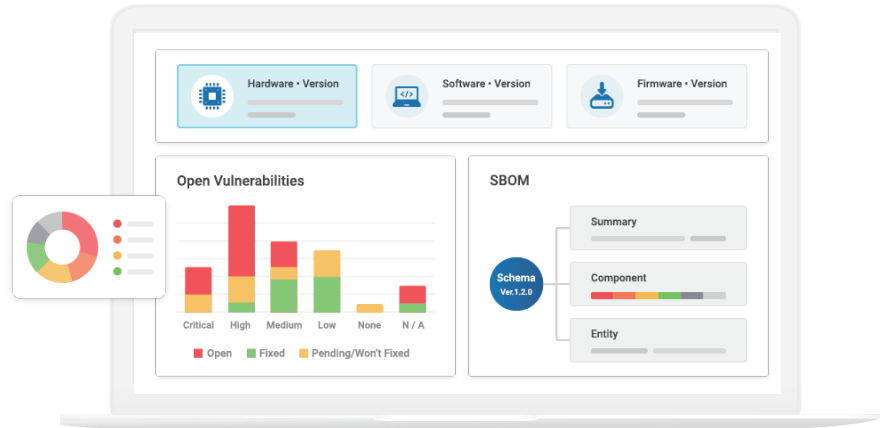 Hardware • Version
Software • Version
</>
Firmware • Version
Open Vulnerabilities
Critical
High
Medium
Low
None
N / A
Open
Fixed
Pending/Won't Fixed
SBOM
Schema
Ver.1.2.0
Summary
Component
Entity